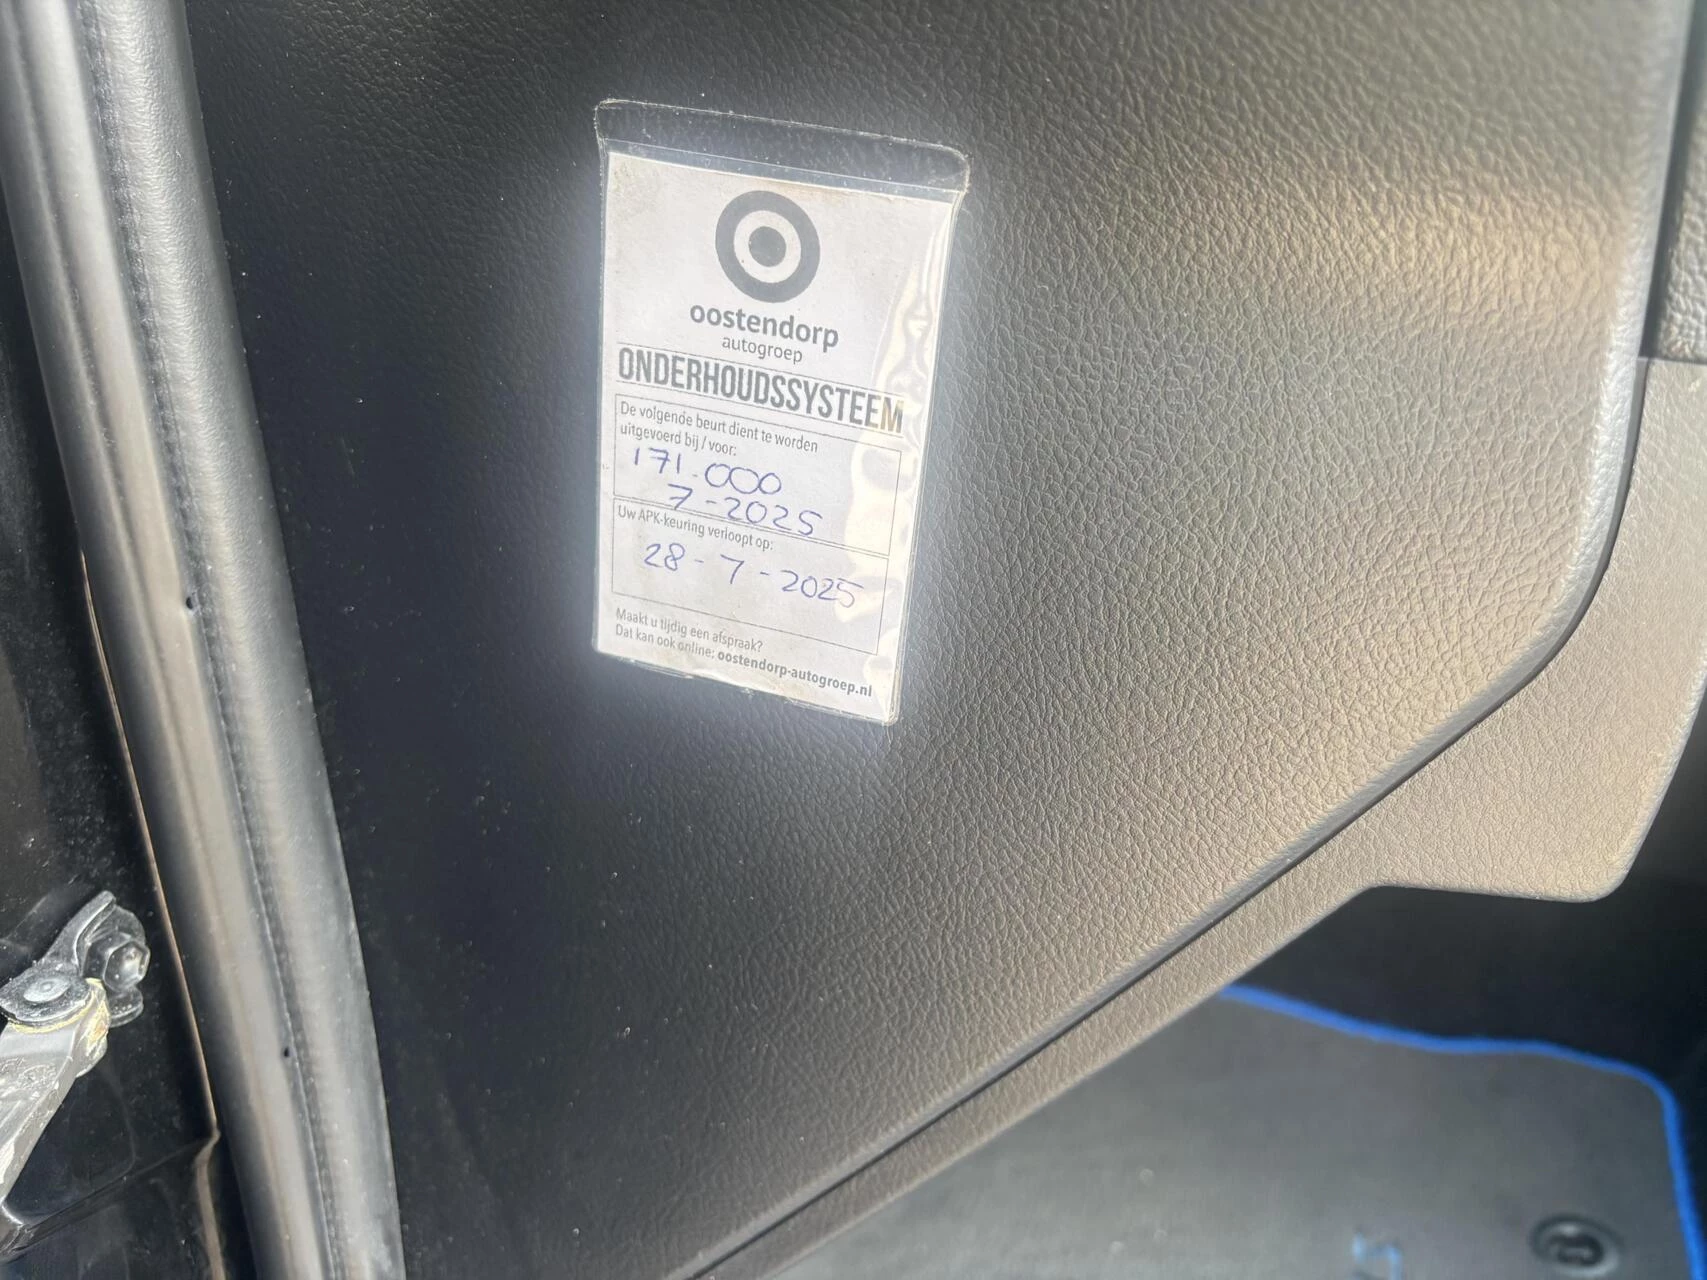 oostendorp
autogroep
ONDERHOUDSSYSTEEM
De volgende beurt dient te worden
uitgevoerd bij / voor:
171.000
7-2025
Uw APK-keuring verloopt op:
28-7-2025
Maakt u tijdig een afspraak?
Dat kan ook online: oostendorp-autogroep.nl